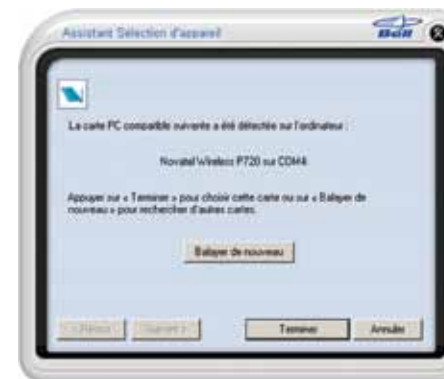 Assistant Sélection d'appareil
Bell
La carte PC compatible suivante a été détectée sur l'ordinateur :
Novatel Wireless P720 sur COM4
Appuyer sur « Terminer » pour choisir cette carte ou sur « Balayer de
nouveau » pour rechercher d'autres cartes.
Balayer de nouveau
Suivant >
Terminer
Annuler